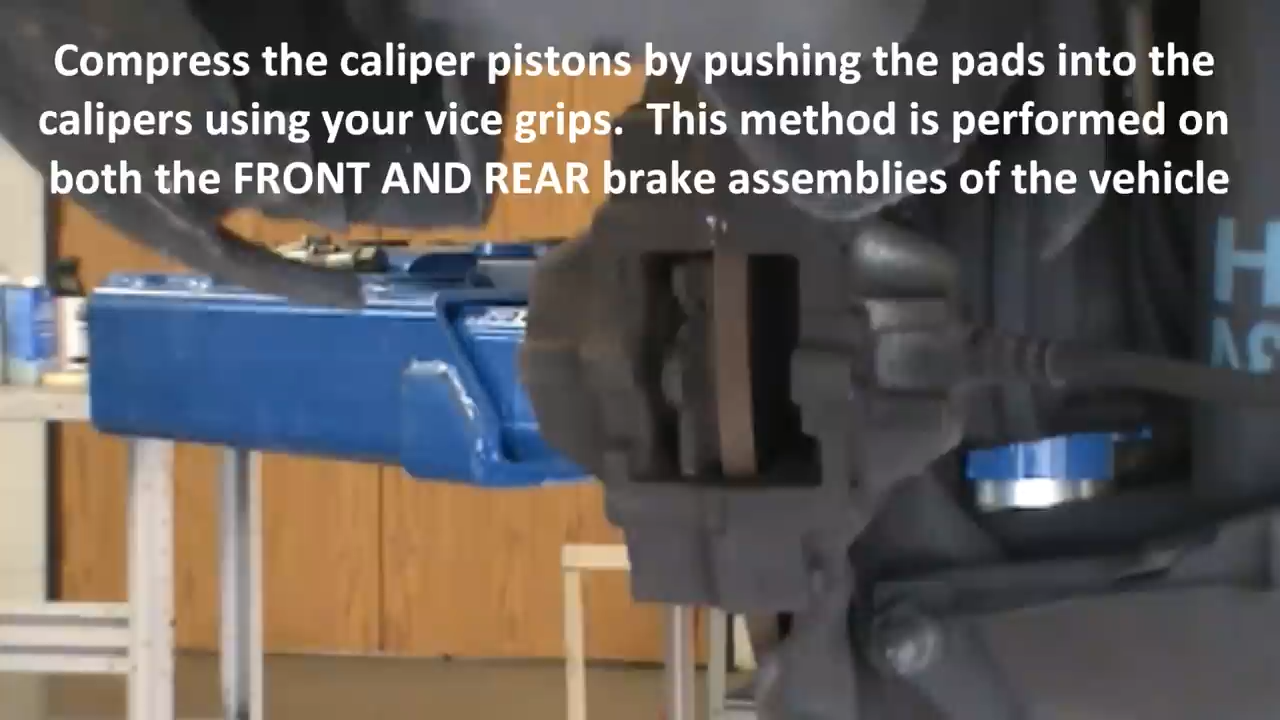 Compress the caliper pistons by pushing the pads into the
calipers using your vice grips.  This method is performed on
both the FRONT AND REAR brake assemblies of the vehicle
H